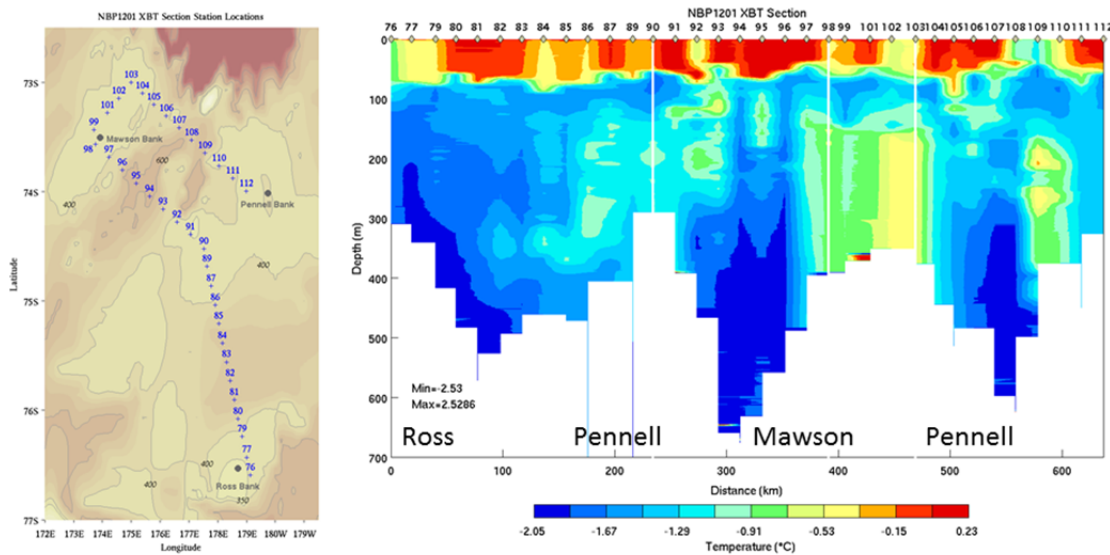 NBP1201 XBT Section Station Locations
103
102
104
101
105
106
99
107
Mawson Bank
108
98
97
109
96
600
110
95
111
94
112
93
Pennell Bank
400
92
91
90
400
89
87
86
85
84
83
82
81
80
79
400
77
76
Ross Bank
400
350
73S
74S
75S
76S
77S
Latitude
172E 173E 174E 175E 176E 177E 178E 179E 180W 179W
Longitude
NBP1201 XBT Section
76 77 79 80 81 82 83 84 85 86 87 89 90 91 92 93 94 95 96 97 98 99 101 102 103 104 105 106 107 108 109 110 111 112
0
100
200
300
400
500
600
700
Depth (m)
Min=-2.53
Max=2.5286
Ross Pennell Mawson Pennell
0 100 200 300 400 500 600
Distance (km)
-2.05 -1.67 -1.29 -0.91 -0.53 -0.15 0.23
Temperature (°C)